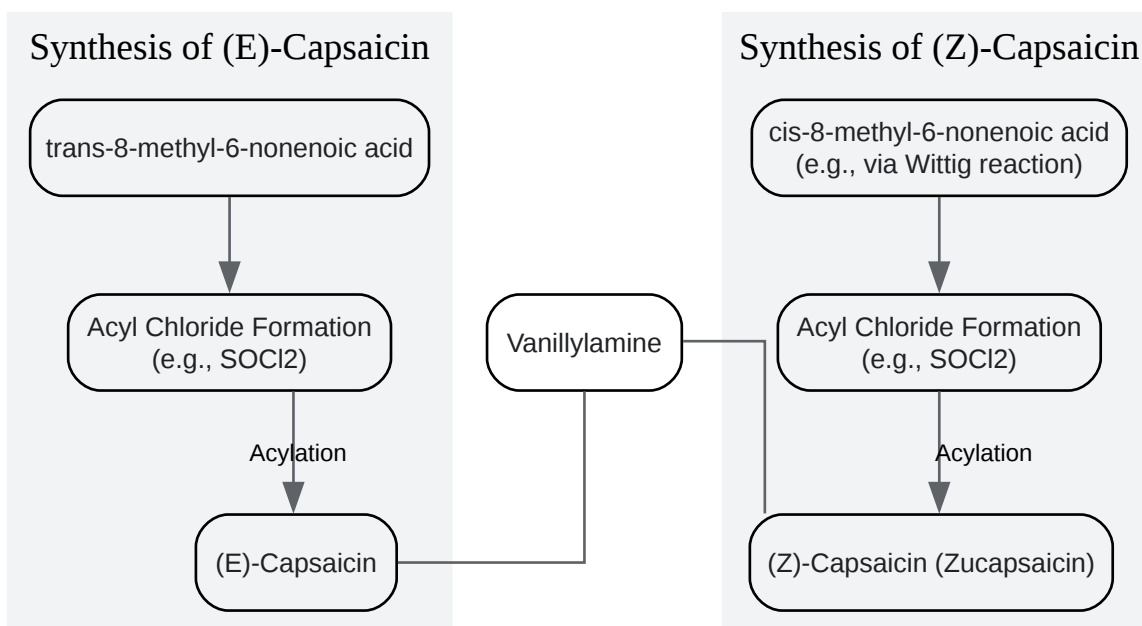 Synthesis of (E)-Capsaicin
trans-8-methyl-6-nonenoic acid
Acyl Chloride Formation
(e.g., SOCl2)
Acylation
(E)-Capsaicin
Vanillylamine
Synthesis of (Z)-Capsaicin
cis-8-methyl-6-nonenoic acid
(e.g., via Wittig reaction)
Acyl Chloride Formation
(e.g., SOCl2)
Acylation
(Z)-Capsaicin (Zucapsaicin)